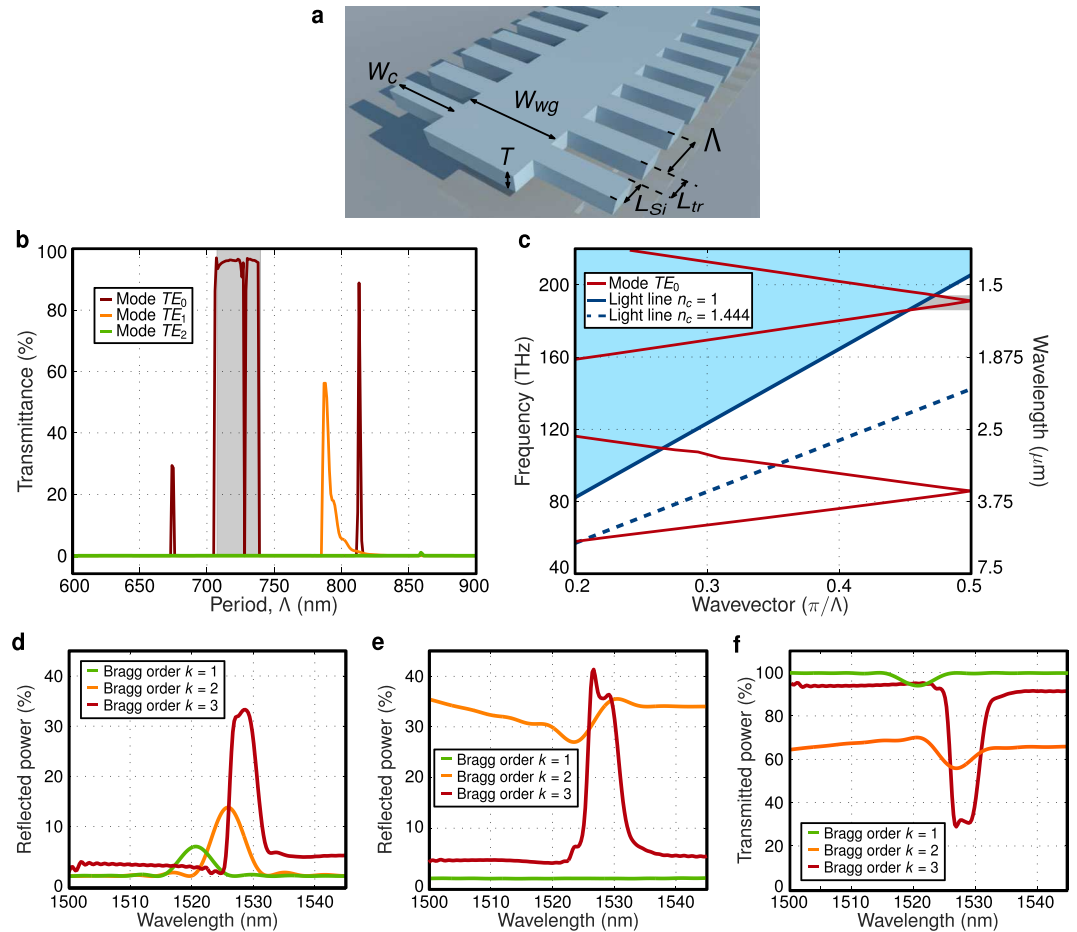 a
W_c
W_wg
T
Λ
L_Si
L_tr
b
100
80
60
40
20
0
Transmittance (%)
Mode TE_0
Mode TE_1
Mode TE_2
600 650 700 750 800 850 900
Period, Λ (nm)
c
200
160
120
80
40
Frequency (THz)
Mode TE_0
Light line n_c = 1
Light line n_c = 1.444
1.5
1.875
2.5
3.75
7.5
Wavelength (μm)
0.2 0.3 0.4 0.5
Wavevector (π/Λ)
d
40
30
20
10
0
Reflected power (%)
Bragg order k = 1
Bragg order k = 2
Bragg order k = 3
1500 1510 1520 1530 1540
Wavelength (nm)
e
40
30
20
10
0
Reflected power (%)
Bragg order k = 1
Bragg order k = 2
Bragg order k = 3
1500 1510 1520 1530 1540
Wavelength (nm)
f
100
80
60
40
20
0
Transmitted power (%)
Bragg order k = 1
Bragg order k = 2
Bragg order k = 3
1500 1510 1520 1530 1540
Wavelength (nm)